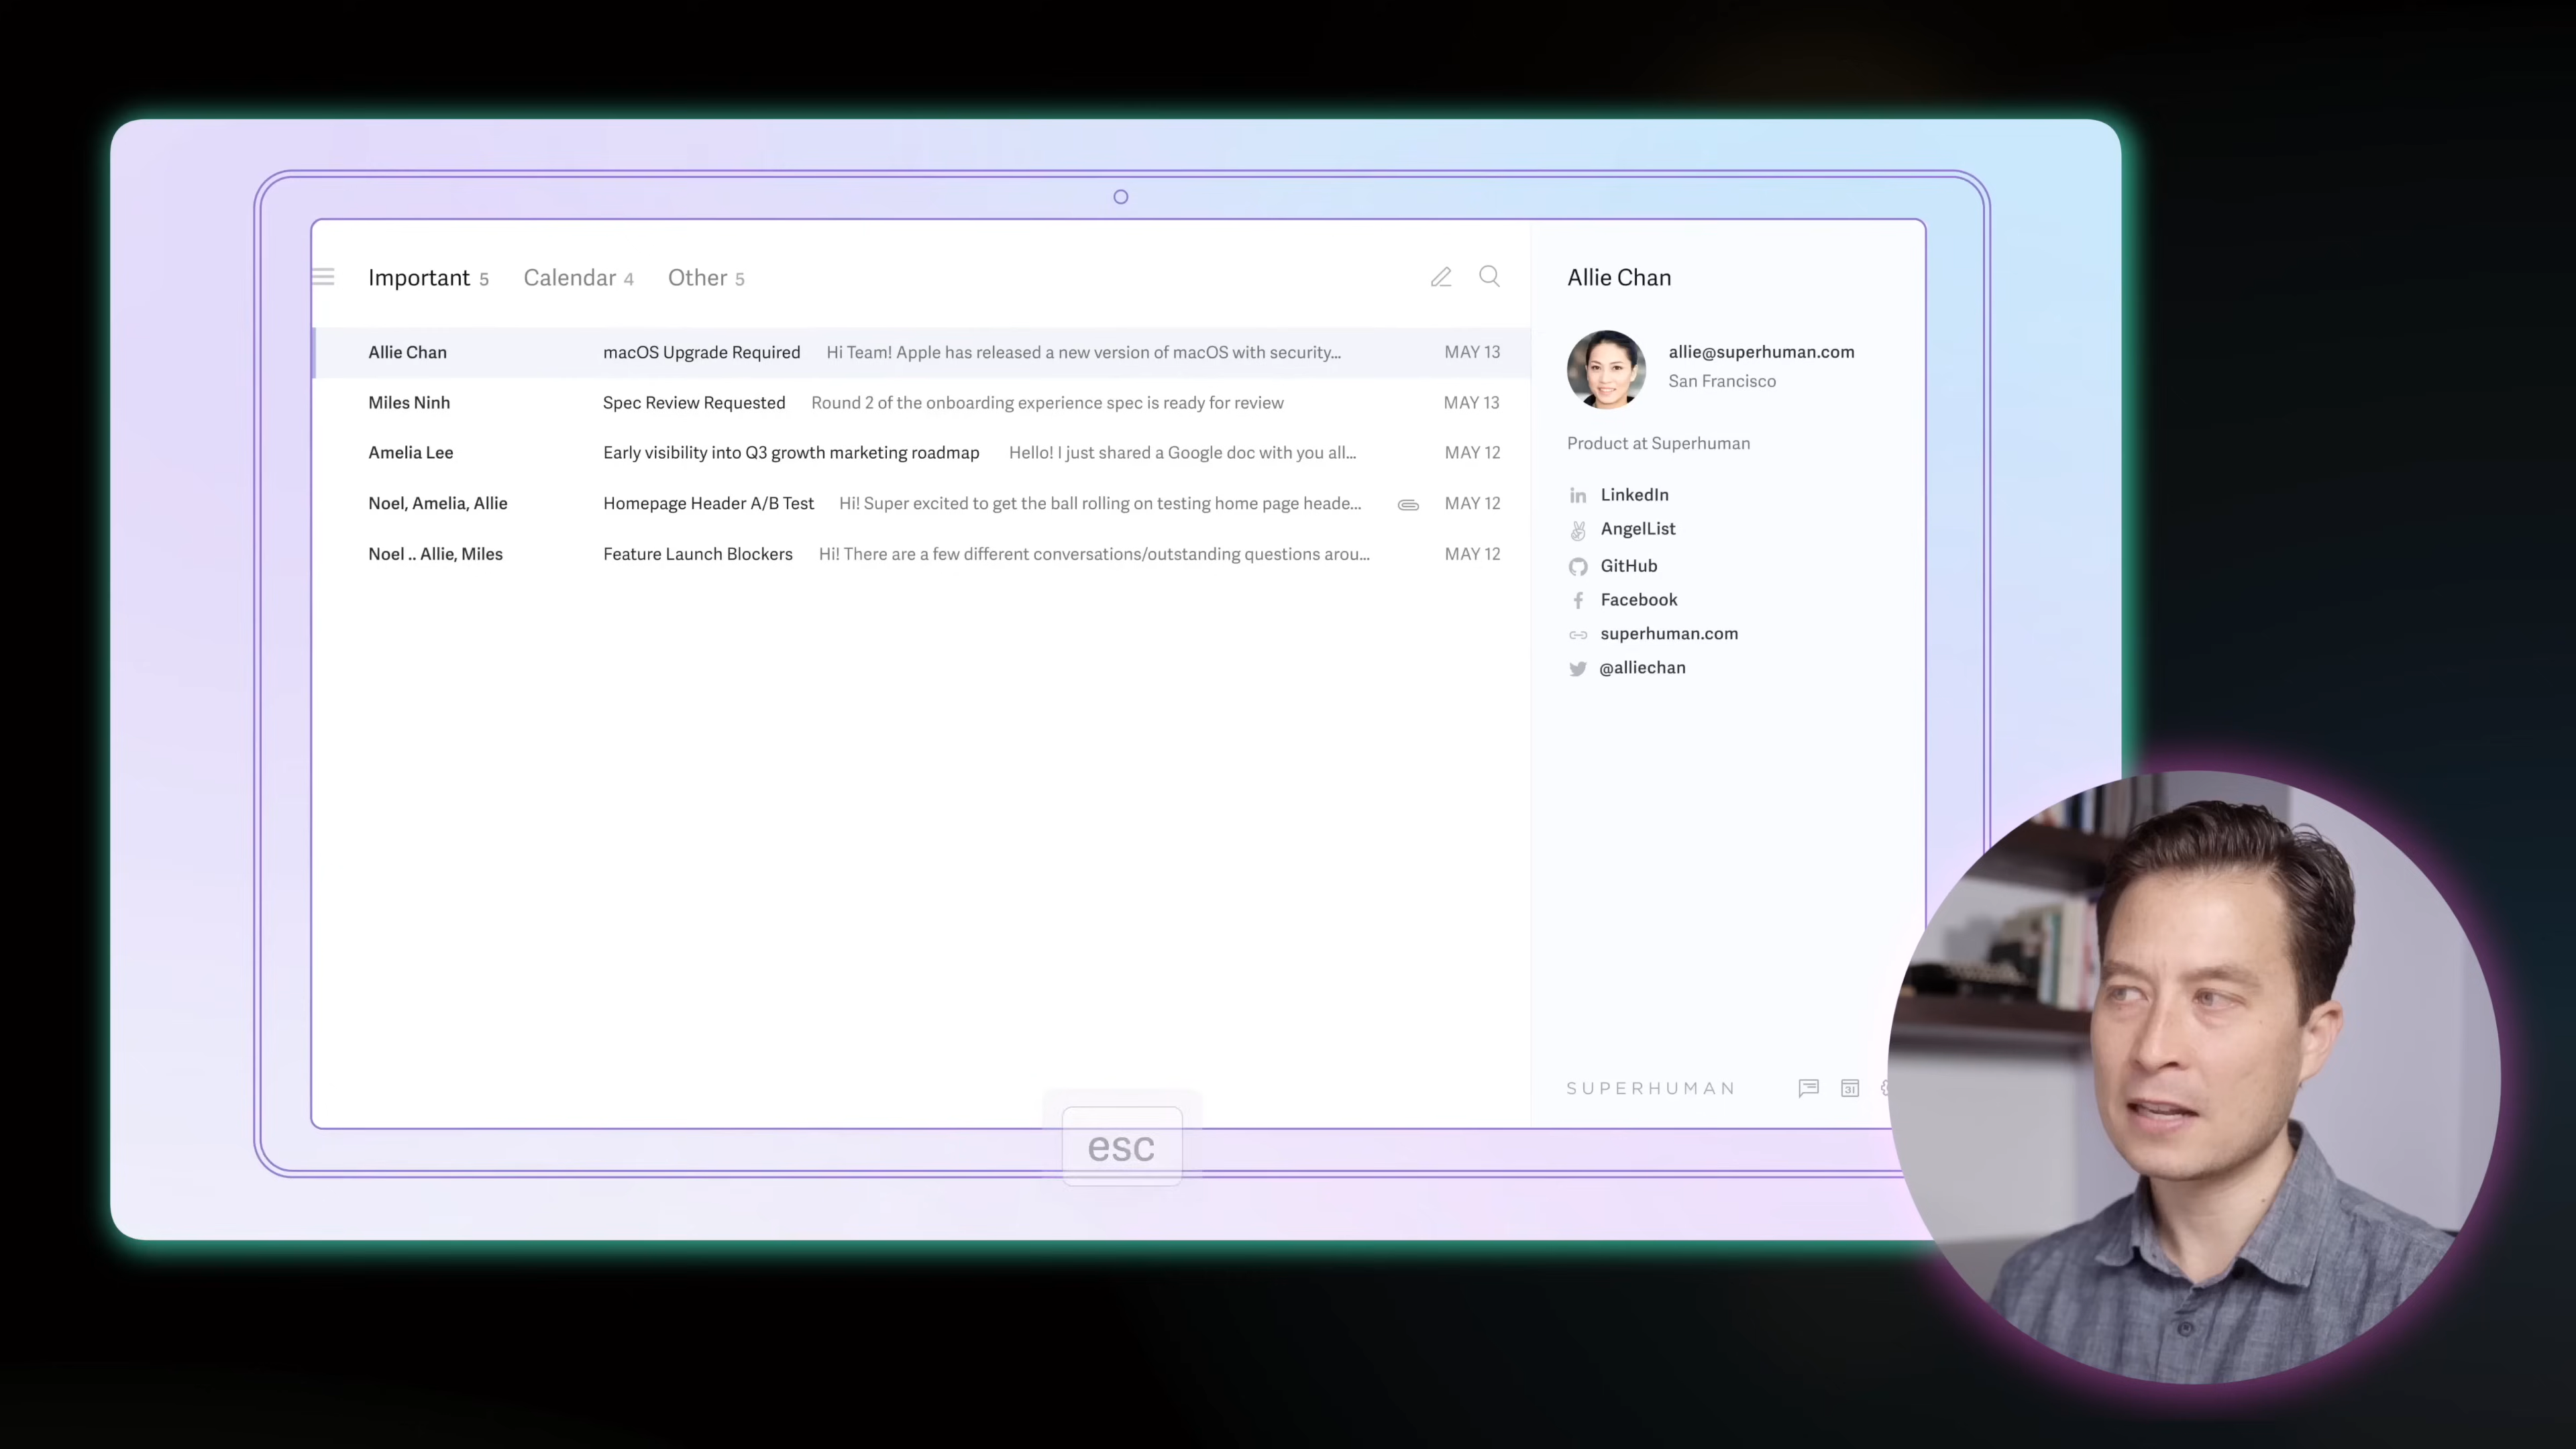 Important 5 Calendar 4 Other 5
Allie Chan macOS Upgrade Required Hi Team! Apple has released a new version of macOS with security... MAY 13
Miles Ninh Spec Review Requested Round 2 of the onboarding experience spec is ready for review MAY 13
Amelia Lee Early visibility into Q3 growth marketing roadmap Hello! I just shared a Google doc with you all... MAY 12
Noel, Amelia, Allie Homepage Header A/B Test Hi! Super excited to get the ball rolling on testing home page heade... MAY 12
Noel .. Allie, Miles Feature Launch Blockers Hi! There are a few different conversations/outstanding questions arou... MAY 12
Allie Chan
allie@superhuman.com
San Francisco
Product at Superhuman
in LinkedIn
AngelList
GitHub
Facebook
superhuman.com
@alliechan
SUPERHUMAN 31
esc